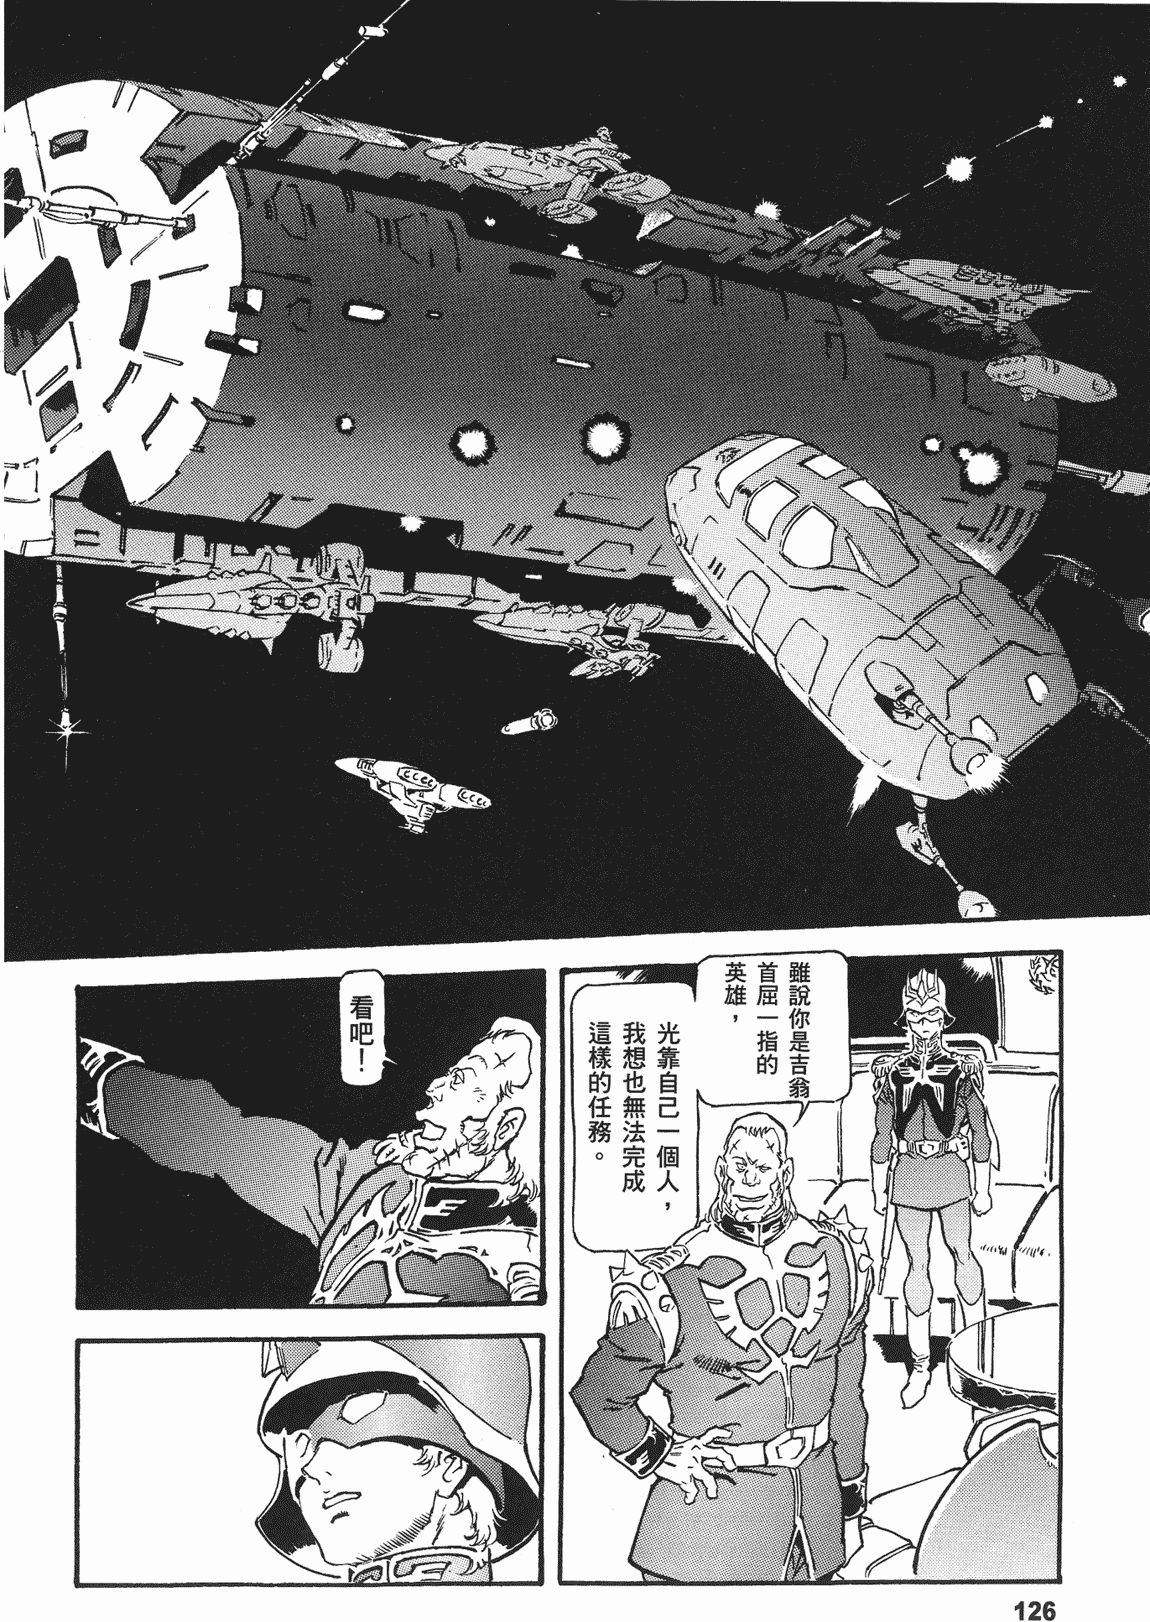 雖說你是吉翁
首屈一指的
英雄，
光靠自己一個人，
我想也無法完成
這樣的任務。
看吧！
126